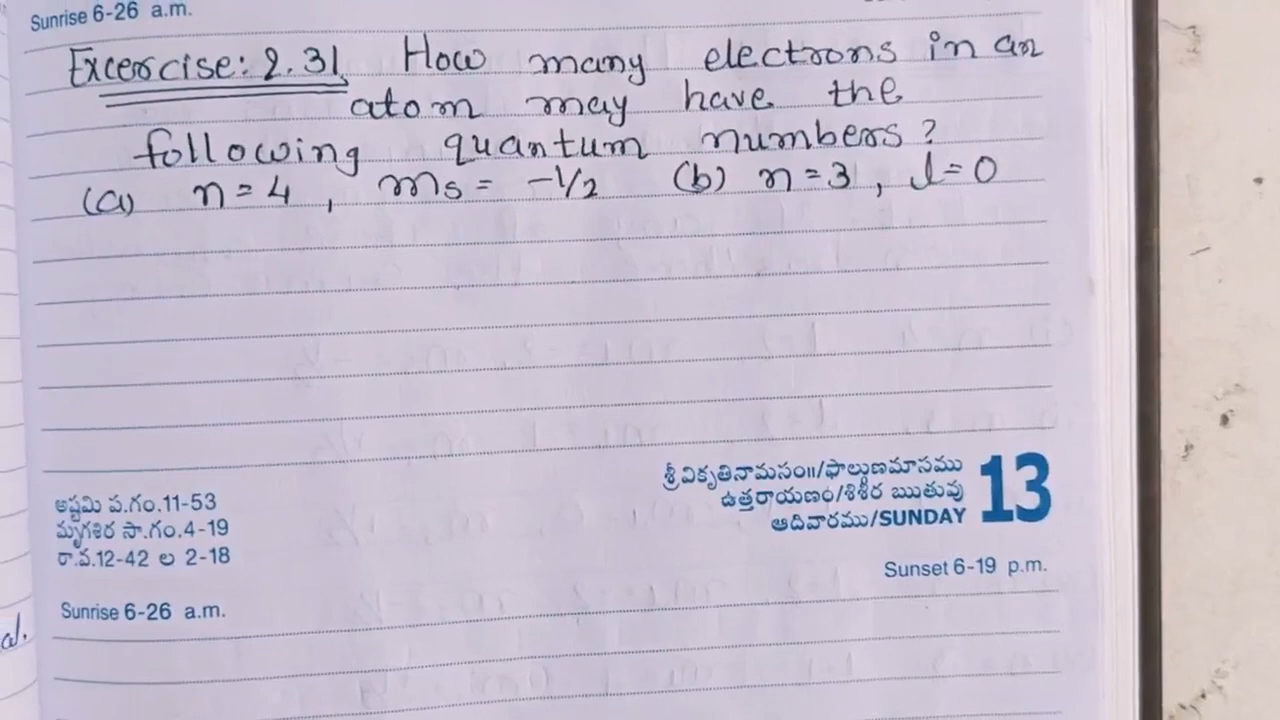 Sunrise 6-26 a.m.
Excercise: 2.31 How many electrons in an
atom may have the
following quantum numbers?
(a) n = 4 , ms = -1/2 (b) n = 3 , l = 0
శ్రీ వికృతినామసం॥/ఫాల్గుణమాసము
ఉత్తరాయణం/శిశిర ఋతువు
ఆదివారము/SUNDAY
13
అష్టమి ప.గం.11-53
మృగశిర సా.గం.4-19
రా.వ.12-42 ల 2-18
Sunset 6-19 p.m.
Sunrise 6-26 a.m.
al.